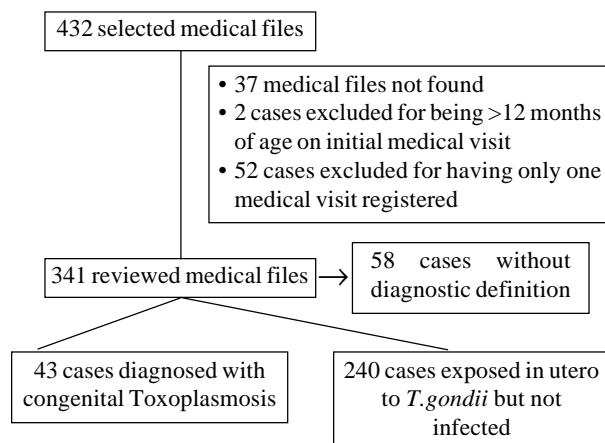 432 selected medical files
• 37 medical files not found
• 2 cases excluded for being >12 months
of age on initial medical visit
• 52 cases excluded for having only one
medical visit registered
341 reviewed medical files
58 cases without
diagnostic definition
43 cases diagnosed with
congenital Toxoplasmosis
240 cases exposed in utero
to T.gondii but not
infected